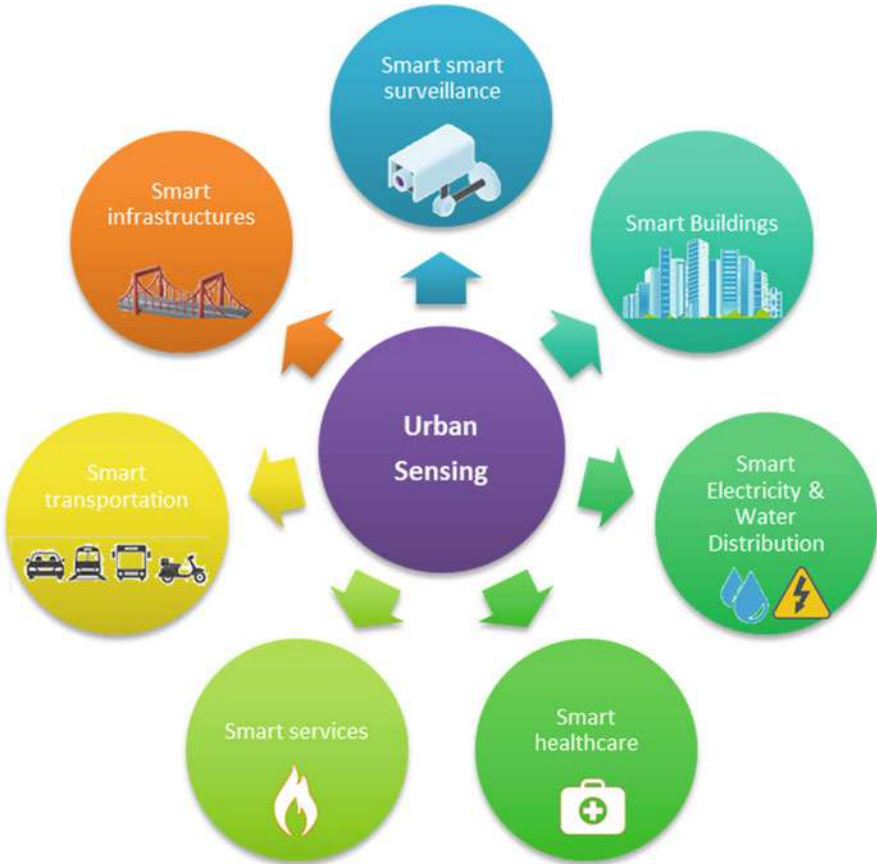 Smart smart
surveillance
Smart
infrastructures
Smart Buildings
Urban
Sensing
Smart
transportation
Smart
Electricity &
Water
Distribution
Smart services
Smart
healthcare